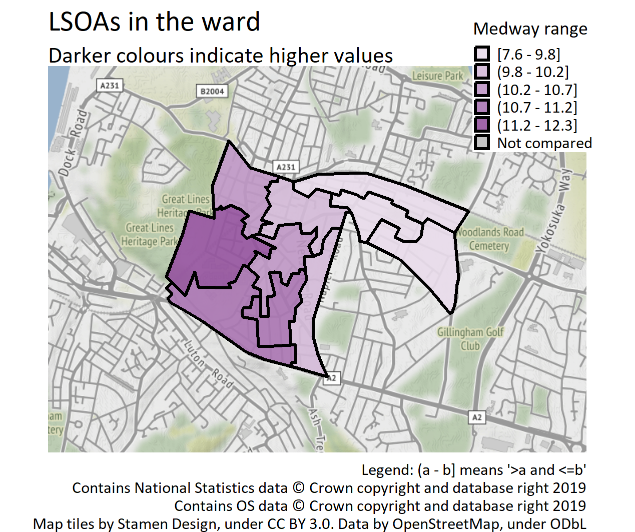 LSOAs in the ward
Darker colours indicate higher values
Medway range
[7.6 - 9.8]
(9.8 - 10.2]
(10.2 - 10.7]
(10.7 - 11.2]
(11.2 - 12.3]
Not compared
Leisure Park
A231
B2004
Dock Road
A231
Great Lines
Heritage Park
Great Lines
Heritage Park
Woodlands Road
Cemetery
Yokosuka Way
Road
Gillingham Golf
Club
Luton Road
A2
A2
Legend: (a - b] means '>a and <=b'
Contains National Statistics data © Crown copyright and database right 2019
Contains OS data © Crown copyright and database right 2019
Map tiles by Stamen Design, under CC BY 3.0. Data by OpenStreetMap, under ODbL